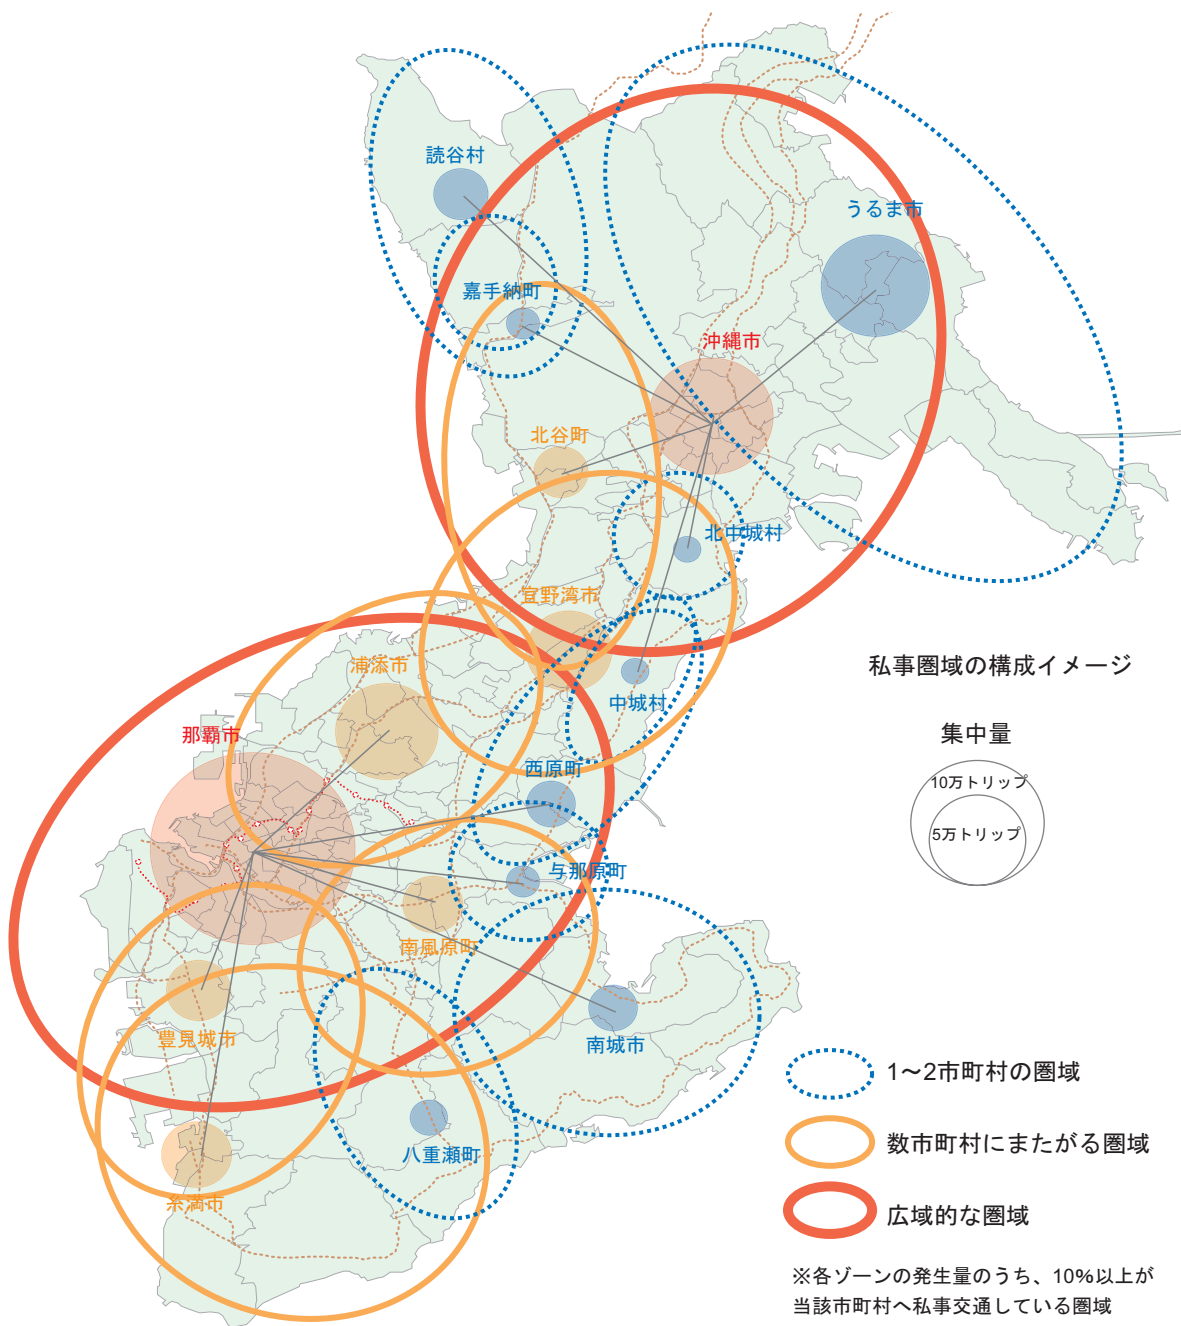 読谷村
うるま市
嘉手納町
沖縄市
北谷町
北中城村
宜野湾市
浦添市
中城村
那覇市
西原町
与那原町
南風原町
豊見城市
南城市
八重瀬町
糸満市
私事圏域の構成イメージ
集中量
10万トリップ
5万トリップ
1〜2市町村の圏域
数市町村にまたがる圏域
広域的な圏域
※各ゾーンの発生量のうち、10%以上が
当該市町村へ私事交通している圏域